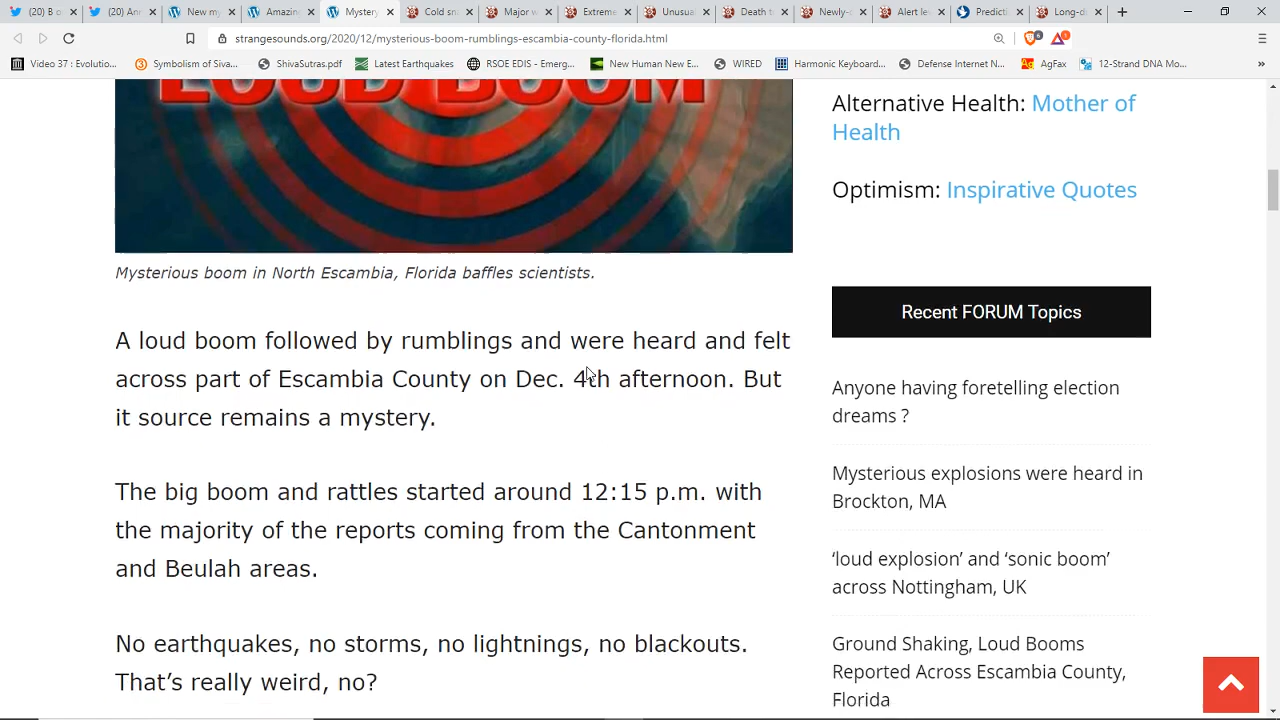 (20) B c
(20) Anr
New my
Amazing
Mystery
Cold sn
Major w
Extreme
Unusua
Death to
Newly-
Alert lev
Predicti
Long-di
strangesounds.org/2020/12/mysterious-boom-rumblings-escambia-county-florida.html
Video 37: Evolutio...
Symbolism of Siva...
ShivaSutras.pdf
Latest Earthquakes
RSOE EDIS - Emerg...
New Human New E...
WIRED
Harmonic Keyboard...
Defense Internet N...
AgFax
12-Strand DNA Mo...
LOUD BOOM
Mysterious boom in North Escambia, Florida baffles scientists.
A loud boom followed by rumblings and were heard and felt
across part of Escambia County on Dec. 4th afternoon. But
it source remains a mystery.
The big boom and rattles started around 12:15 p.m. with
the majority of the reports coming from the Cantonment
and Beulah areas.
No earthquakes, no storms, no lightnings, no blackouts.
That’s really weird, no?
Alternative Health: Mother of
Health
Optimism: Inspirative Quotes
Recent FORUM Topics
Anyone having foretelling election
dreams ?
Mysterious explosions were heard in
Brockton, MA
‘loud explosion’ and ‘sonic boom’
across Nottingham, UK
Ground Shaking, Loud Booms
Reported Across Escambia County,
Florida